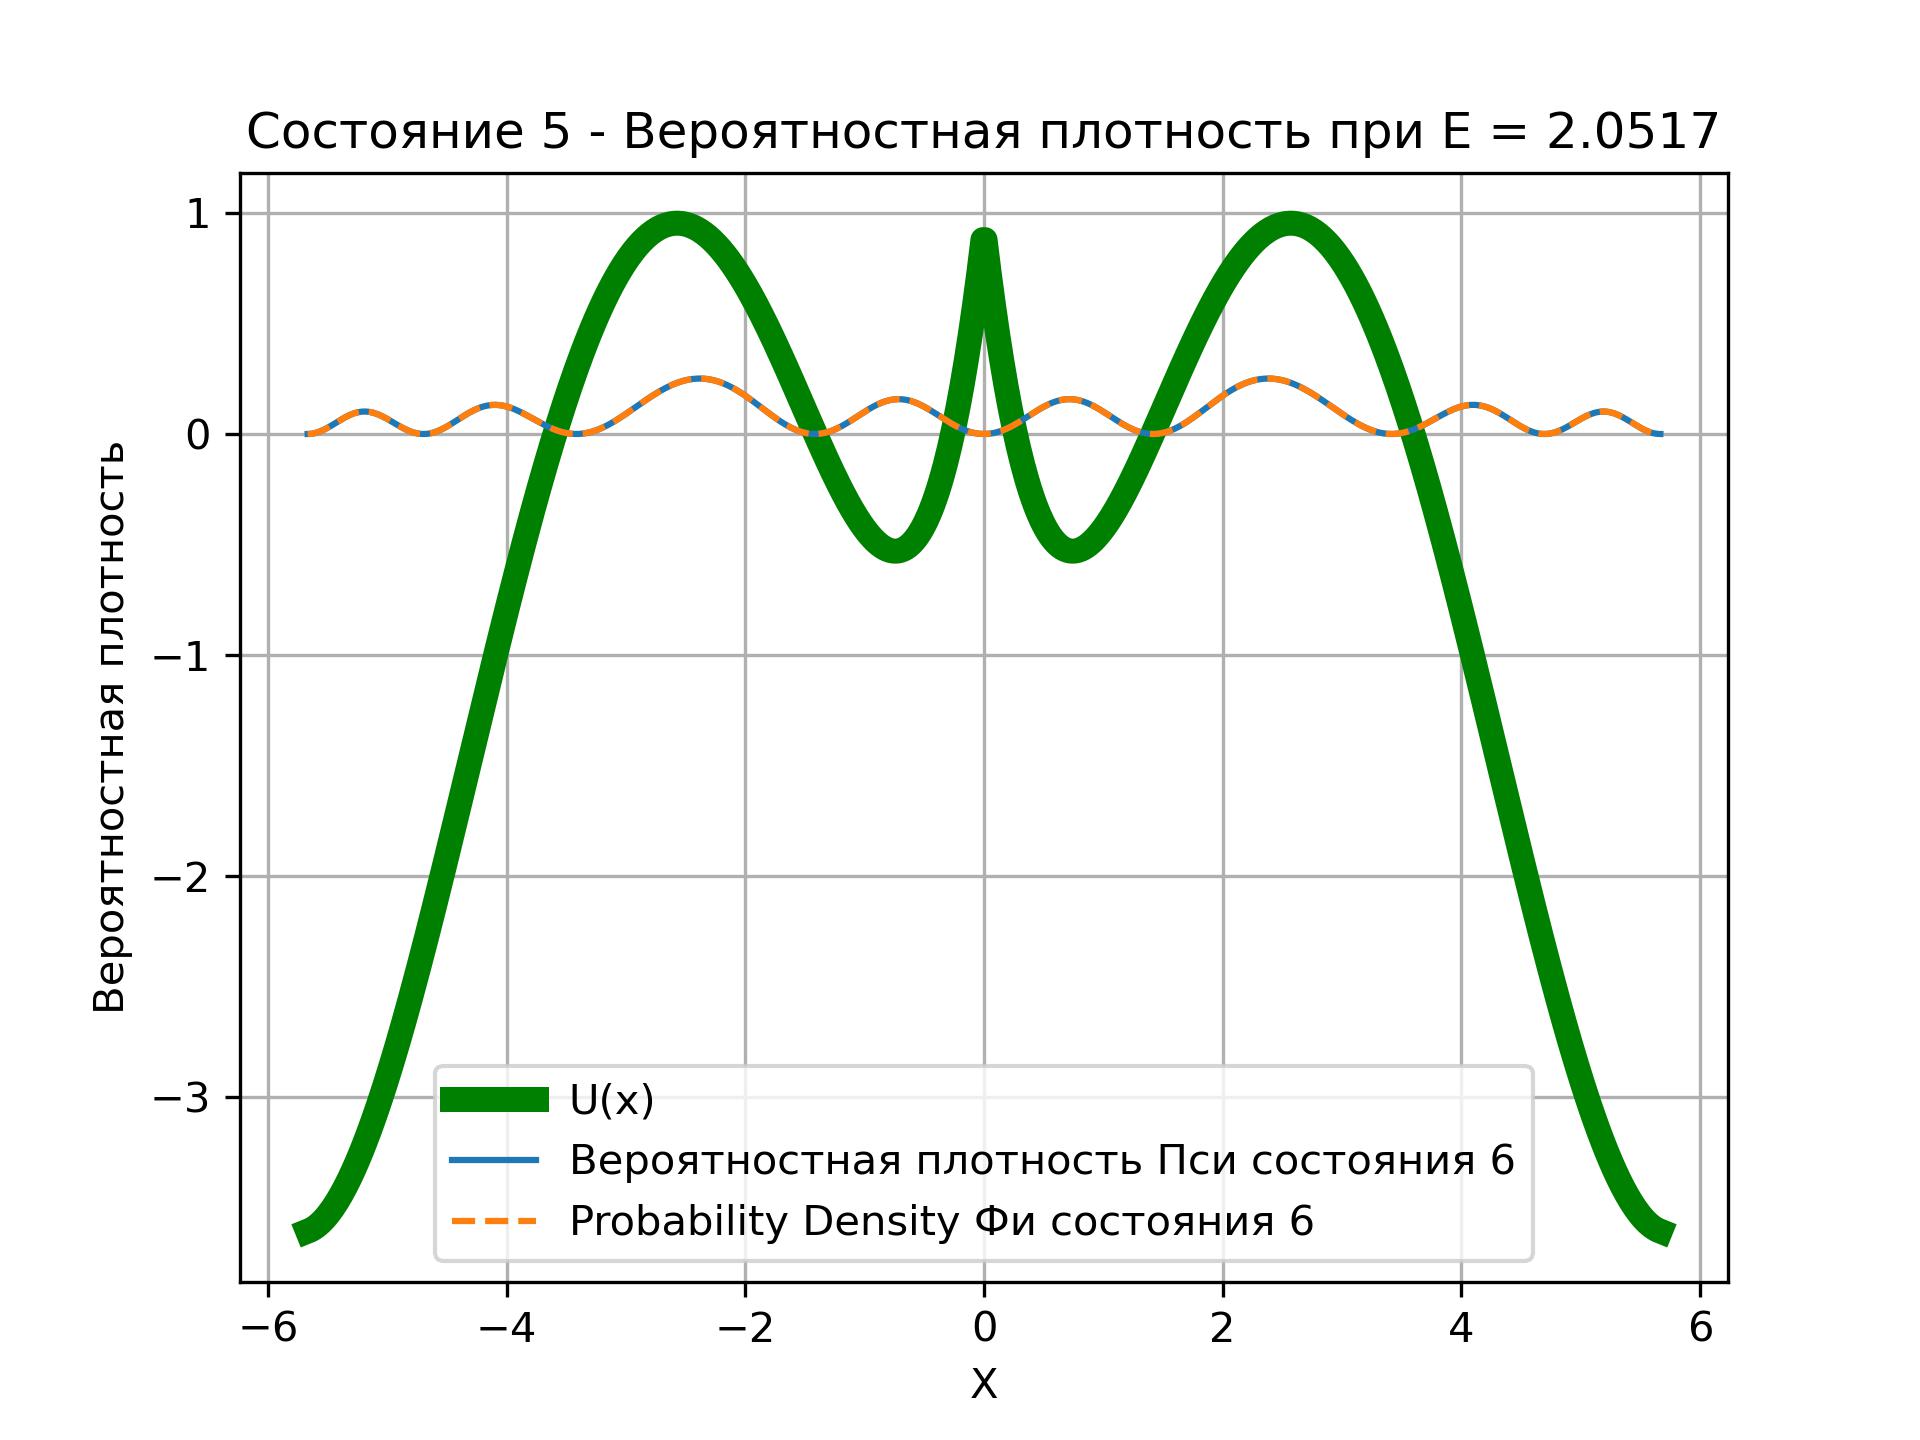 Состояние 5 - Вероятностная плотность при E = 2.0517
Вероятностная плотность
1
0
−1
−2
−3
U(x)
Вероятностная плотность Пси состояния 6
Probability Density Фи состояния 6
−6 −4 −2 0 2 4 6
X